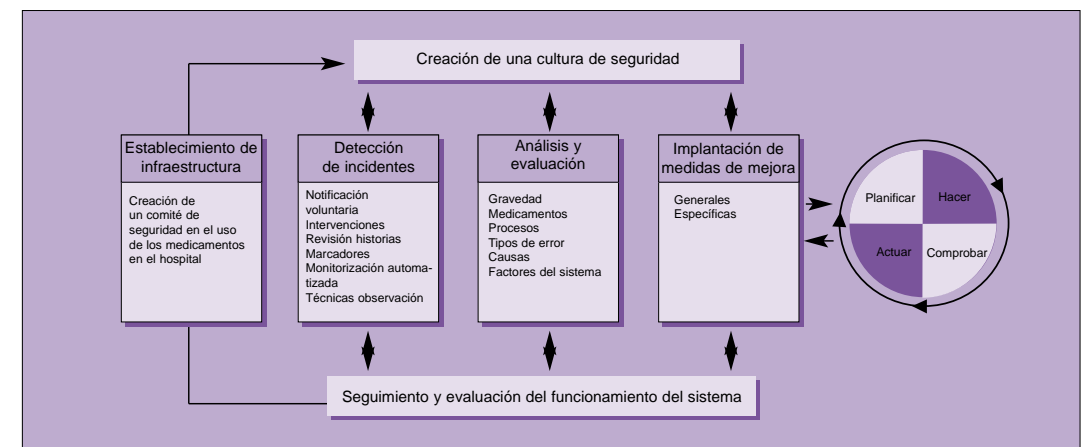 Creación de una cultura de seguridad
Establecimiento de
infraestructura
Creación de
un comité de
seguridad en el uso
de los medicamentos
en el hospital
Detección
de incidentes
Notificación
voluntaria
Intervenciones
Revisión historias
Marcadores
Monitorización automa-
tizada
Técnicas observación
Análisis y
evaluación
Gravedad
Medicamentos
Procesos
Tipos de error
Causas
Factores del sistema
Implantación de
medidas de mejora
Generales
Específicas
Planificar
Hacer
Actuar
Comprobar
Seguimiento y evaluación del funcionamiento del sistema